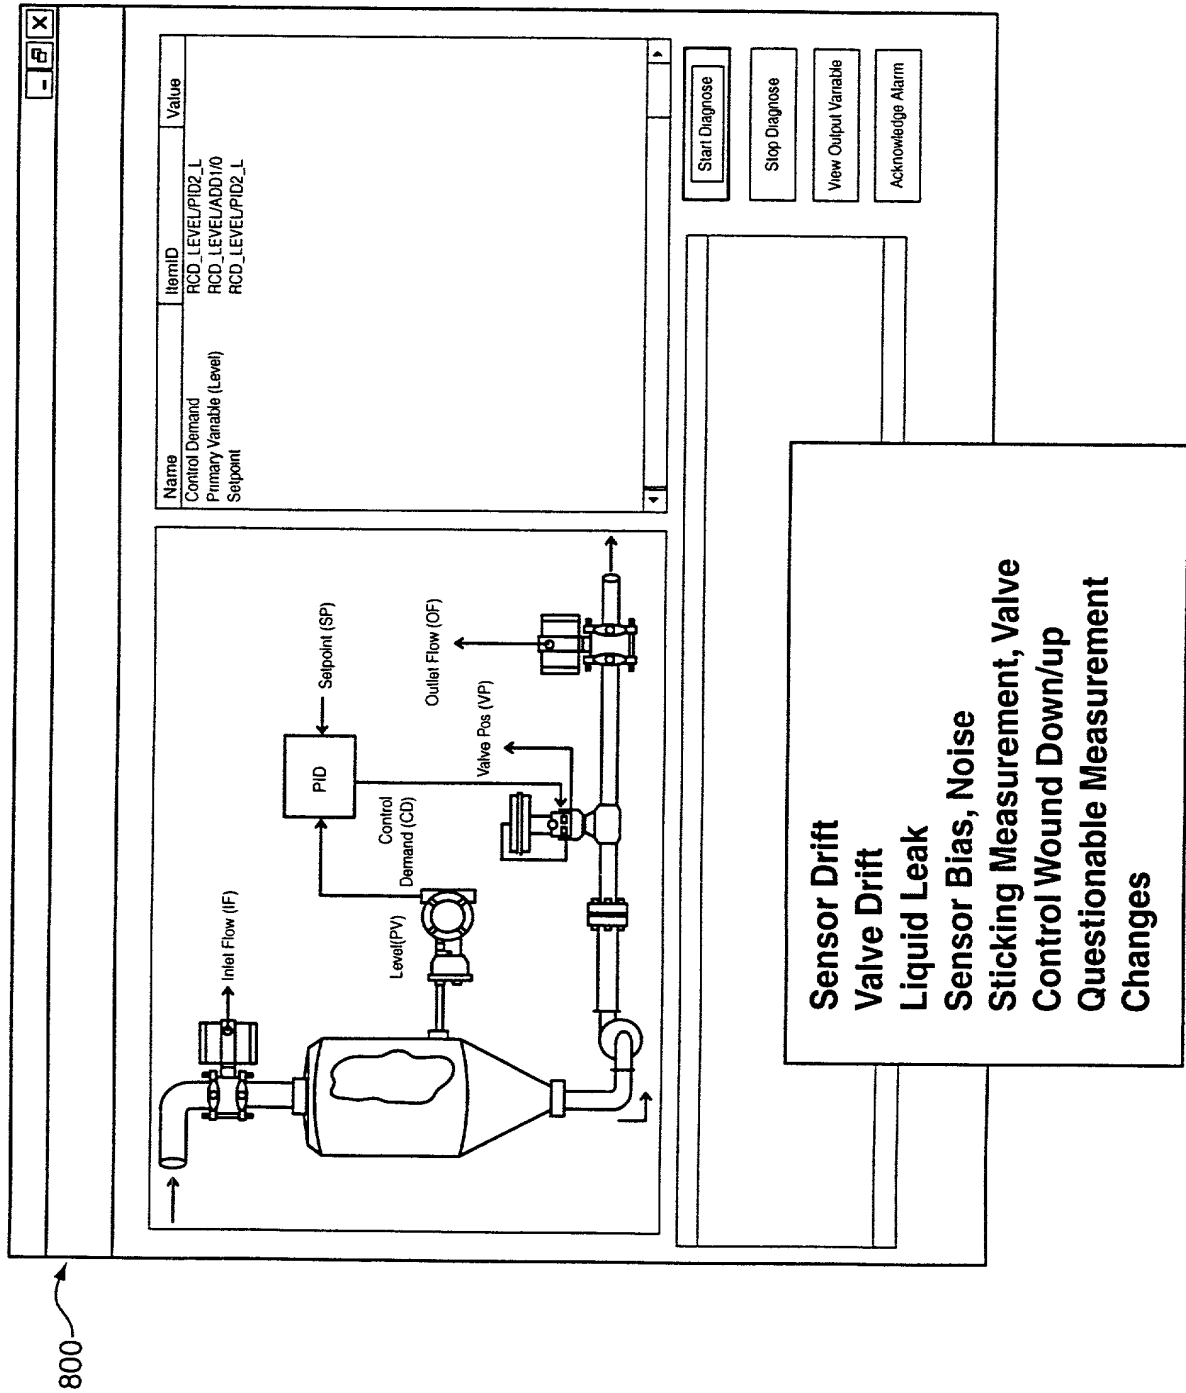 800
Name ItemID Value
Control Demand RCD_LEVEL/PID2_L
Primary Variable (Level) RCD_LEVEL/ADD1/0
Setpoint RCD_LEVEL/PID2_L
Inlet Flow (IF)
Level(PV)
Control
Demand (CD)
PID
Setpoint (SP)
Valve Pos (VP)
Outlet Flow (OF)
Start Diagnose
Stop Diagnose
View Output Variable
Acknowledge Alarm
Sensor Drift
Valve Drift
Liquid Leak
Sensor Bias, Noise
Sticking Measurement, Valve
Control Wound Down/up
Questionable Measurement
Changes